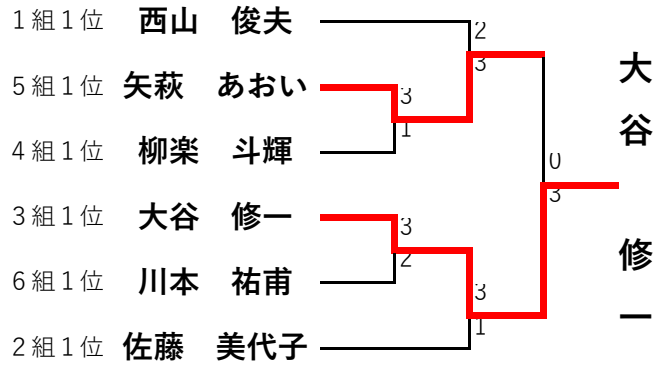 1組1位 西山 俊夫
2
3
5組1位 矢萩 あおい
3
1
4組1位 柳楽 斗輝
0
3
3組1位 大谷 修一
3
2
6組1位 川本 祐甫
3
1
2組1位 佐藤 美代子
大谷 修一